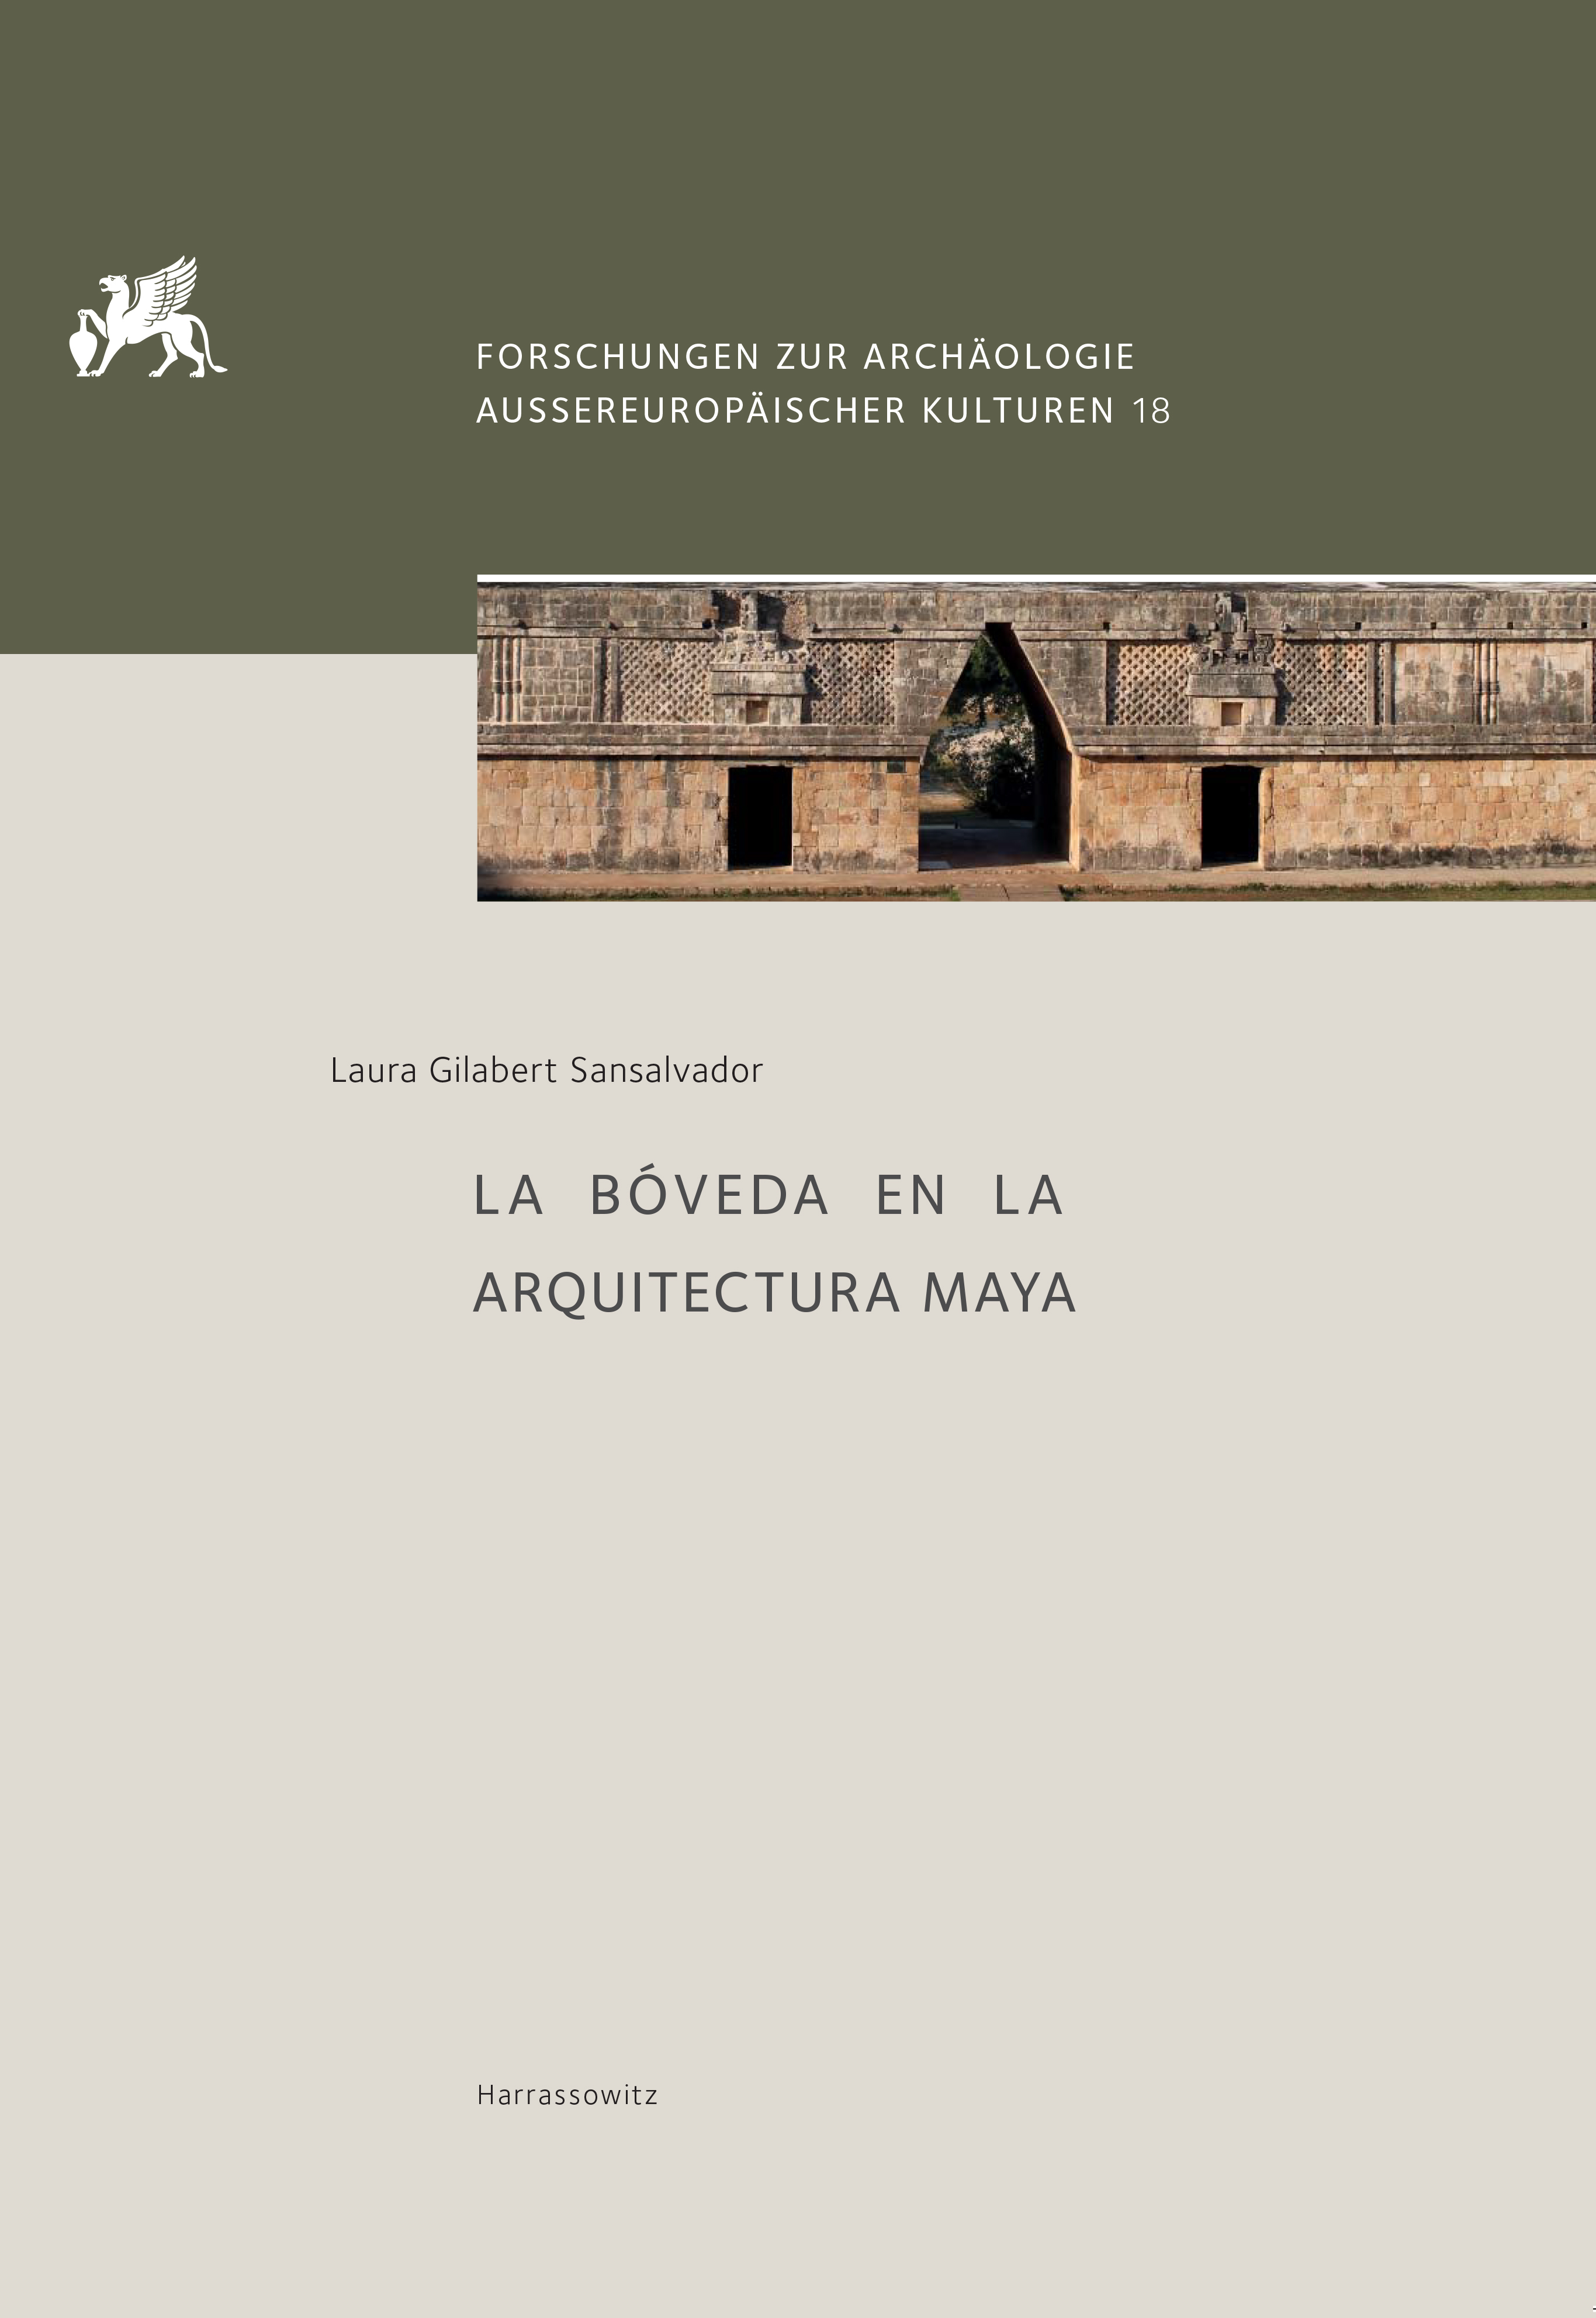 FORSCHUNGEN ZUR ARCHÄOLOGIE
AUSSEREUROPÄISCHER KULTUREN 18
Laura Gilabert Sansalvador
LA BÓVEDA EN LA
ARQUITECTURA MAYA
Harrassowitz